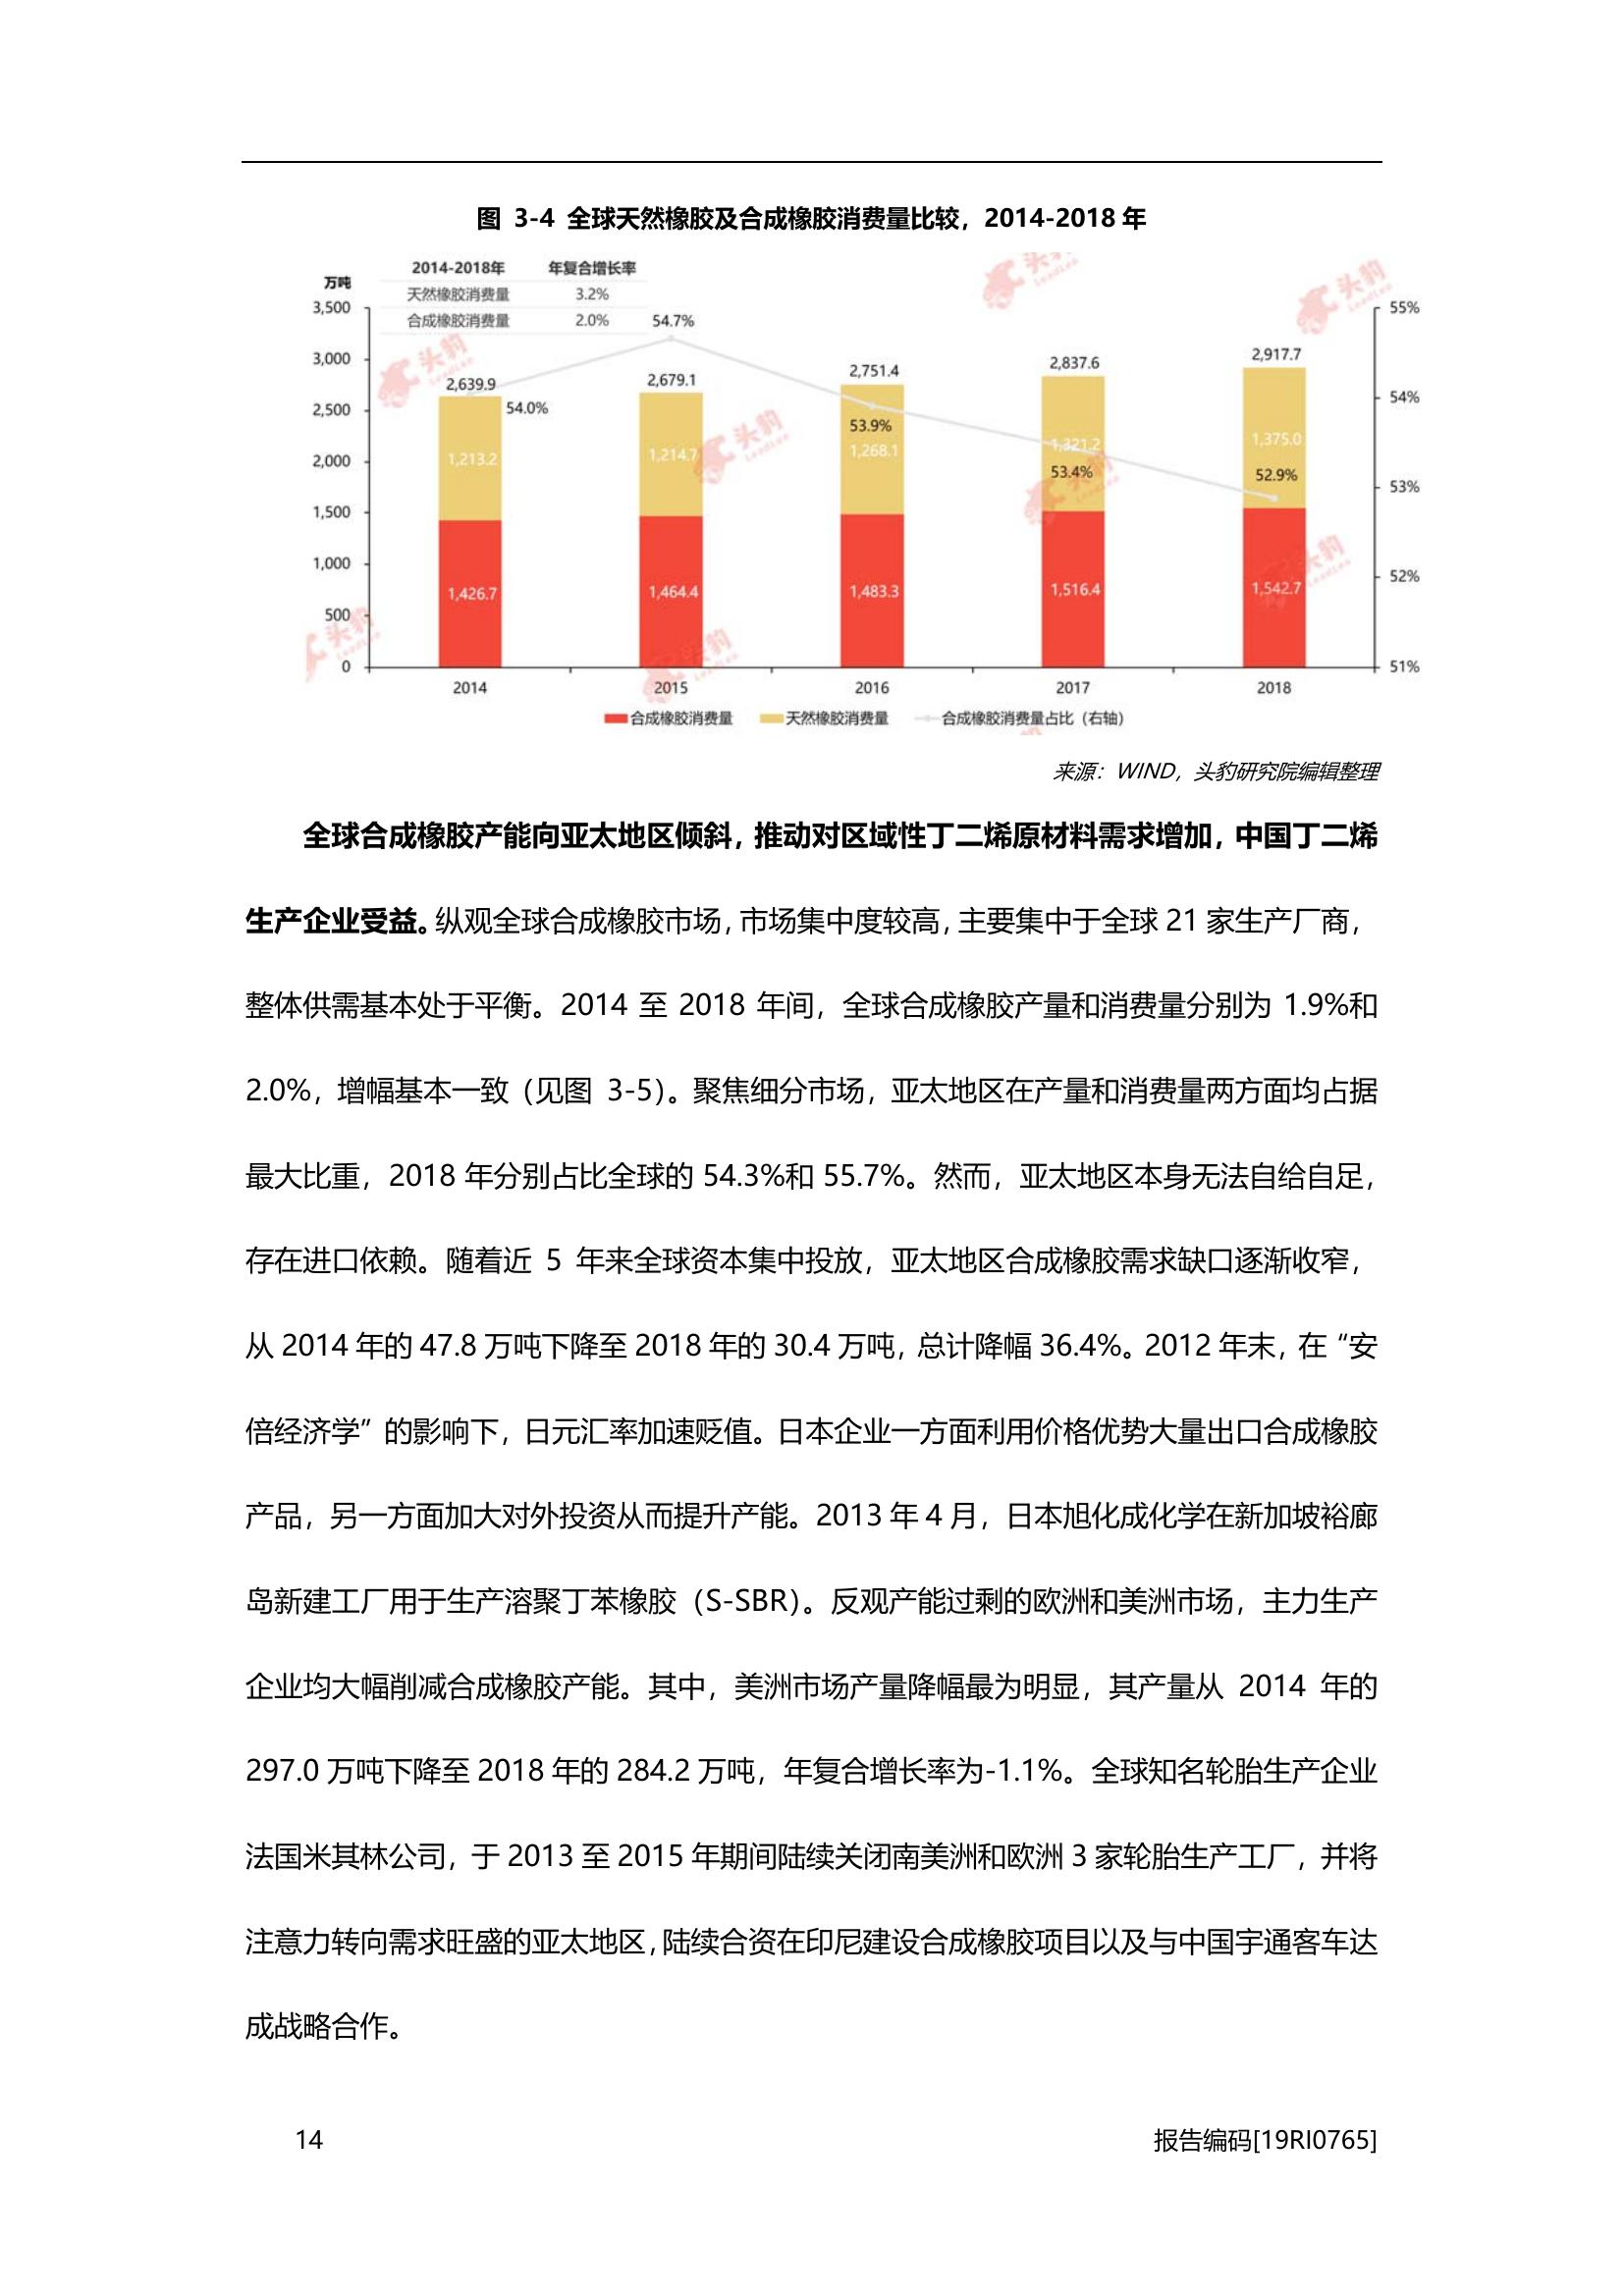 图 3-4 全球天然橡胶及合成橡胶消费量比较，2014-2018 年
2014-2018年 年复合增长率
天然橡胶消费量 3.2%
合成橡胶消费量 2.0%
万吨
3,500
3,000
2,500
2,000
1,500
1,000
500
0
55%
54%
53%
52%
51%
54.7%
54.0%
53.9%
53.4%
52.9%
2,639.9
2,679.1
2,751.4
2,837.6
2,917.7
1,213.2
1,214.7
1,268.1
1,321.2
1,375.0
1,426.7
1,464.4
1,483.3
1,516.4
1,542.7
2014 2015 2016 2017 2018
合成橡胶消费量 天然橡胶消费量 合成橡胶消费量占比（右轴）
头豹
LeadLeo
头豹
LeadLeo
头豹
LeadLeo
头豹
LeadLeo
头豹
LeadLeo
头豹
LeadLeo
头豹
LeadLeo
来源：WIND，头豹研究院编辑整理
全球合成橡胶产能向亚太地区倾斜，推动对区域性丁二烯原材料需求增加，中国丁二烯
生产企业受益。纵观全球合成橡胶市场，市场集中度较高，主要集中于全球 21 家生产厂商，
整体供需基本处于平衡。2014 至 2018 年间，全球合成橡胶产量和消费量分别为 1.9%和
2.0%，增幅基本一致（见图 3-5）。聚焦细分市场，亚太地区在产量和消费量两方面均占据
最大比重，2018 年分别占比全球的 54.3%和 55.7%。然而，亚太地区本身无法自给自足，
存在进口依赖。随着近 5 年来全球资本集中投放，亚太地区合成橡胶需求缺口逐渐收窄，
从 2014 年的 47.8 万吨下降至 2018 年的 30.4 万吨，总计降幅 36.4%。2012 年末，在“安
倍经济学”的影响下，日元汇率加速贬值。日本企业一方面利用价格优势大量出口合成橡胶
产品，另一方面加大对外投资从而提升产能。2013 年 4 月，日本旭化成化学在新加坡裕廊
岛新建工厂用于生产溶聚丁苯橡胶（S-SBR）。反观产能过剩的欧洲和美洲市场，主力生产
企业均大幅削减合成橡胶产能。其中，美洲市场产量降幅最为明显，其产量从 2014 年的
297.0 万吨下降至 2018 年的 284.2 万吨，年复合增长率为-1.1%。全球知名轮胎生产企业
法国米其林公司，于 2013 至 2015 年期间陆续关闭南美洲和欧洲 3 家轮胎生产工厂，并将
注意力转向需求旺盛的亚太地区，陆续合资在印尼建设合成橡胶项目以及与中国宇通客车达
成战略合作。
14
报告编码[19RI0765]